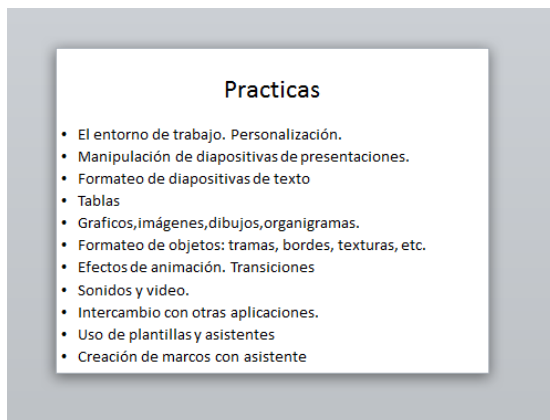 Practicas
• El entorno de trabajo. Personalización.
• Manipulación de diapositivas de presentaciones.
• Formateo de diapositivas de texto
• Tablas
• Graficos,imágenes,dibujos,organigramas.
• Formateo de objetos: tramas, bordes, texturas, etc.
• Efectos de animación. Transiciones
• Sonidos y video.
• Intercambio con otras aplicaciones.
• Uso de plantillas y asistentes
• Creación de marcos con asistente